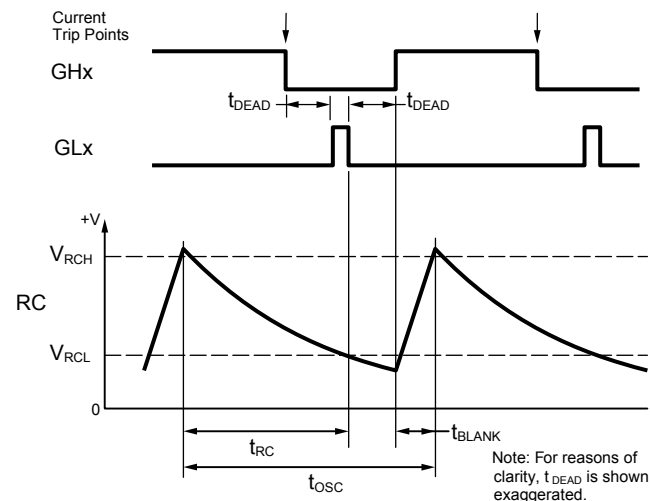 Current
Trip Points
GHx
tDEAD
tDEAD
GLx
+V
VRCH
RC
VRCL
0
tBLANK
tRC
tOSC
Note: For reasons of
clarity, tDEAD is shown
exaggerated.